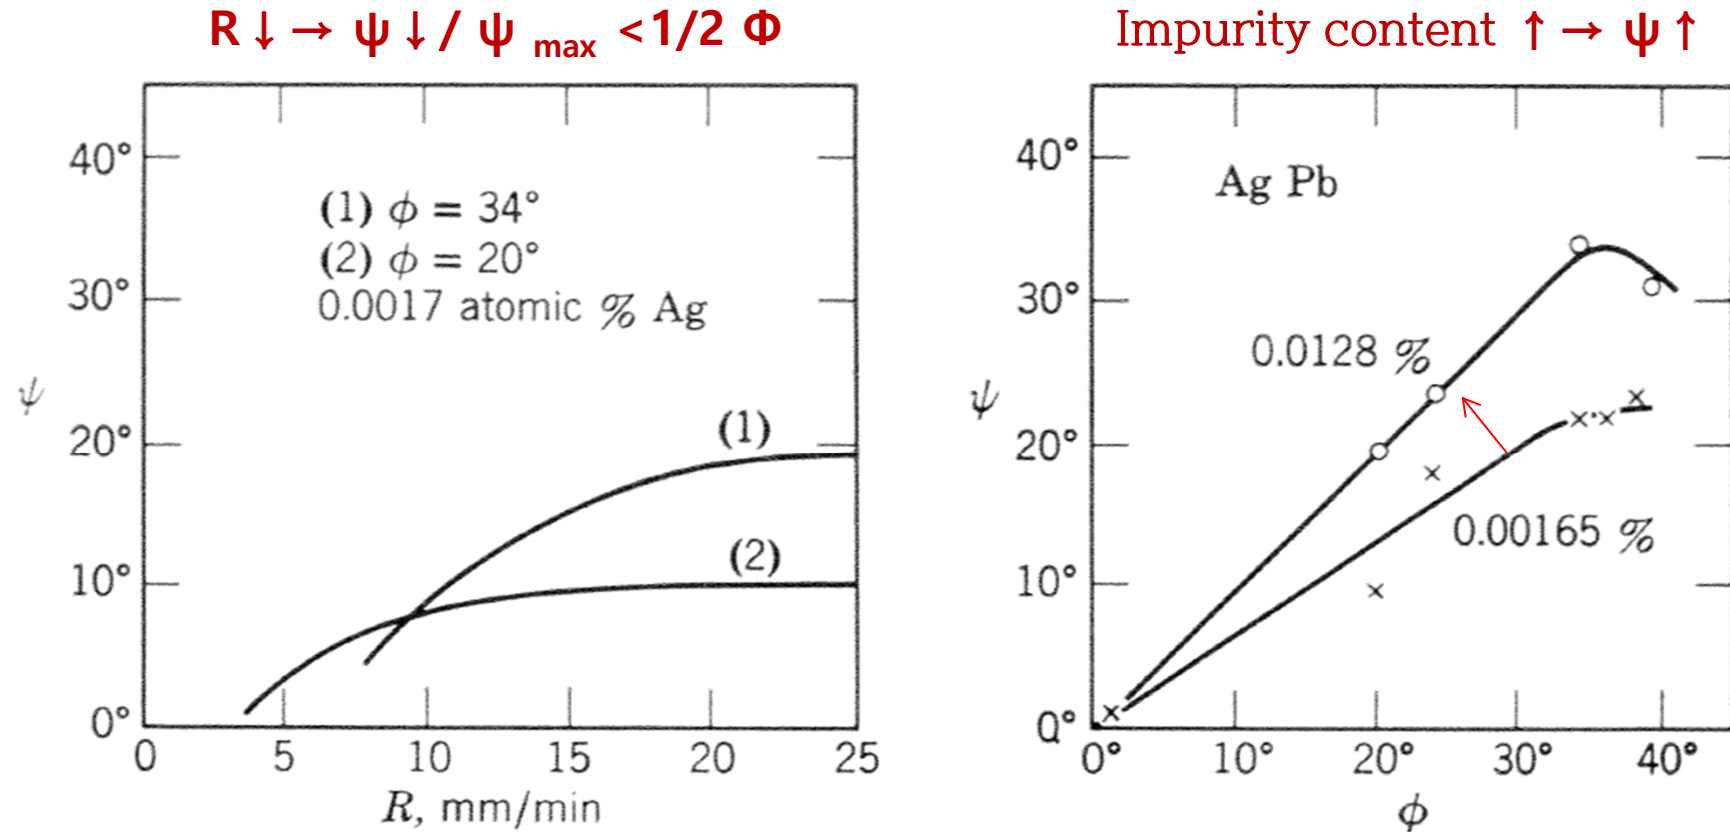 R ↓ → ψ ↓ / ψ max < 1/2 Φ
40°
30°
20°
10°
0°
ψ
(1) ϕ = 34°
(2) ϕ = 20°
0.0017 atomic % Ag
(1)
(2)
0 5 10 15 20 25
R, mm/min
Impurity content ↑ → ψ ↑
40°
30°
20°
10°
0°
ψ
Ag Pb
0.0128 %
0.00165 %
0° 10° 20° 30° 40°
ϕ